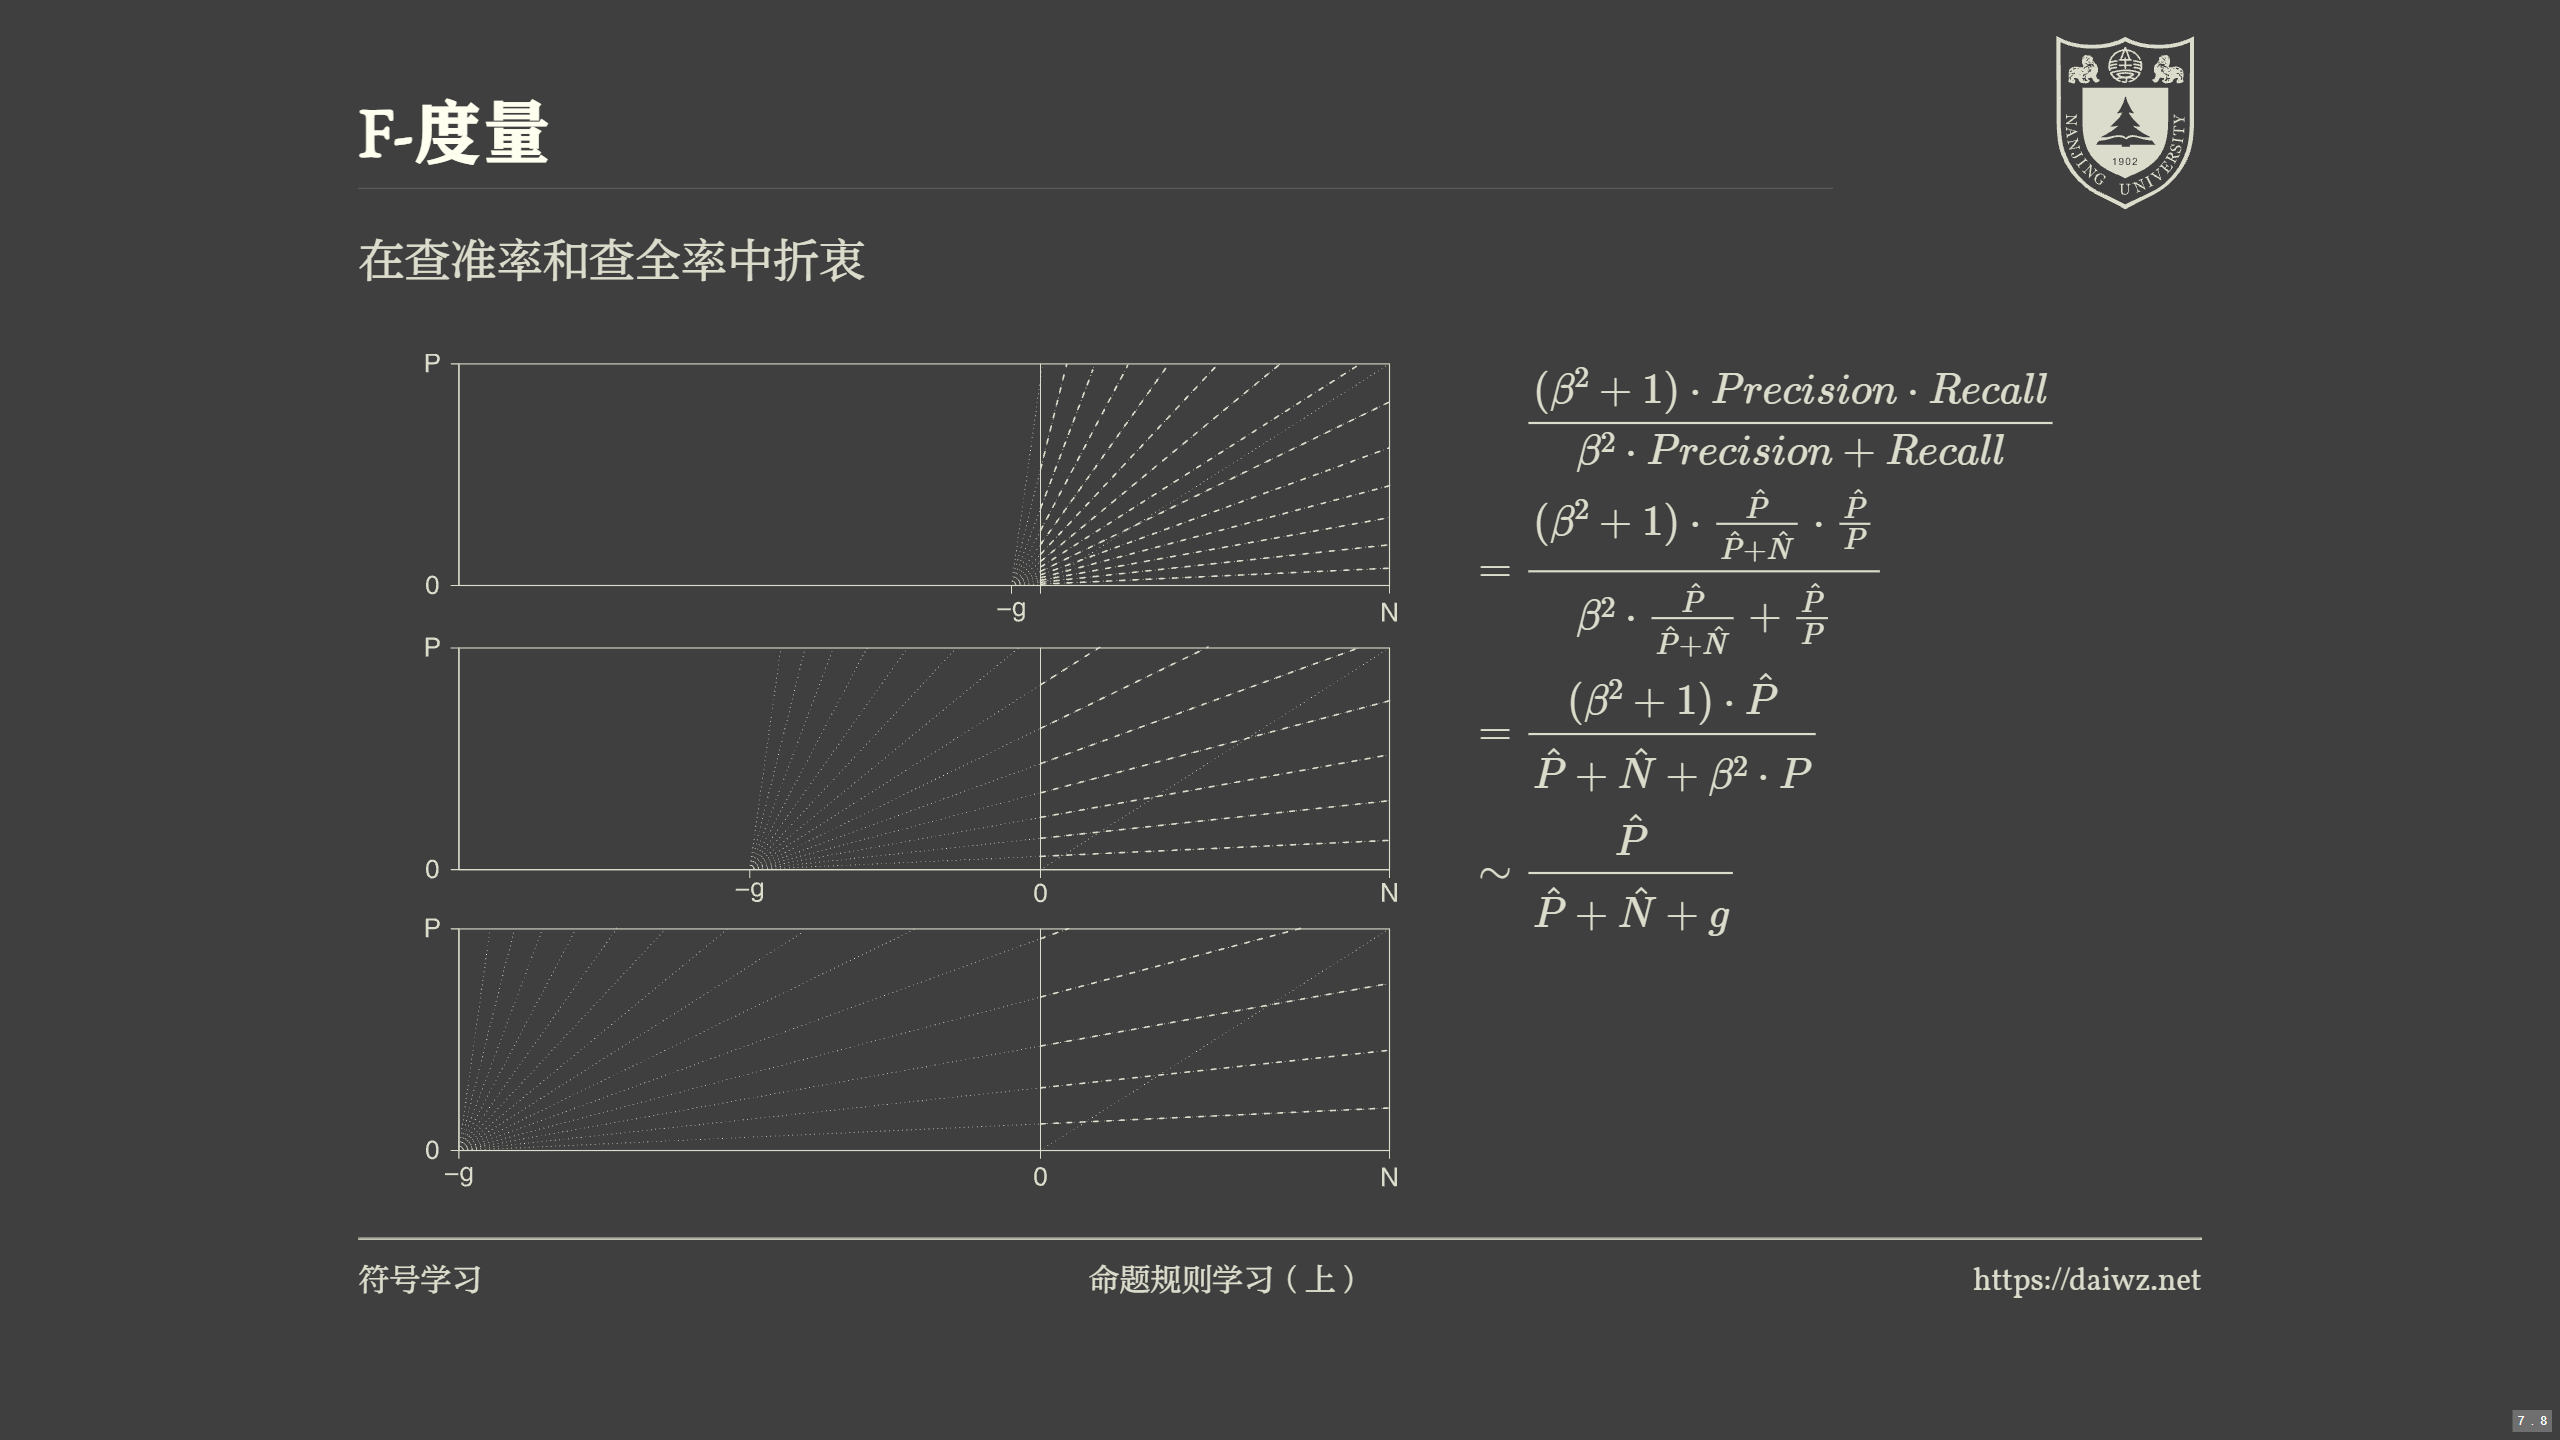 F-度量
NANJING UNIVERSITY
1902
在查准率和查全率中折衷
P
0
−g
N
P
0
−g
0
N
P
0
−g
0
N
(β² + 1) · Precision · Recall
β² · Precision + Recall
= (β² + 1) · P̂/(P̂+N̂) · P̂/P
β² · P̂/(P̂+N̂) + P̂/P
= (β² + 1) · P̂
P̂ + N̂ + β² · P
~ P̂
P̂ + N̂ + g
符号学习
命题规则学习（上）
https://daiwz.net
7 . 8